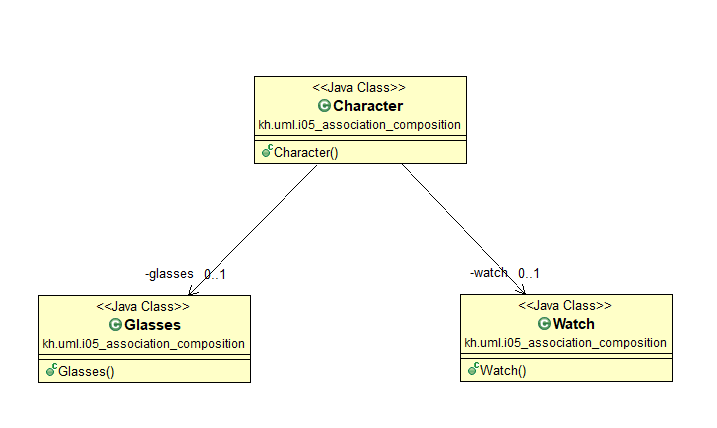 <<Java Class>>
Character
kh.uml.i05_association_composition
Character()
-glasses 0..1
-watch 0..1
<<Java Class>>
Glasses
kh.uml.i05_association_composition
Glasses()
<<Java Class>>
Watch
kh.uml.i05_association_composition
Watch()